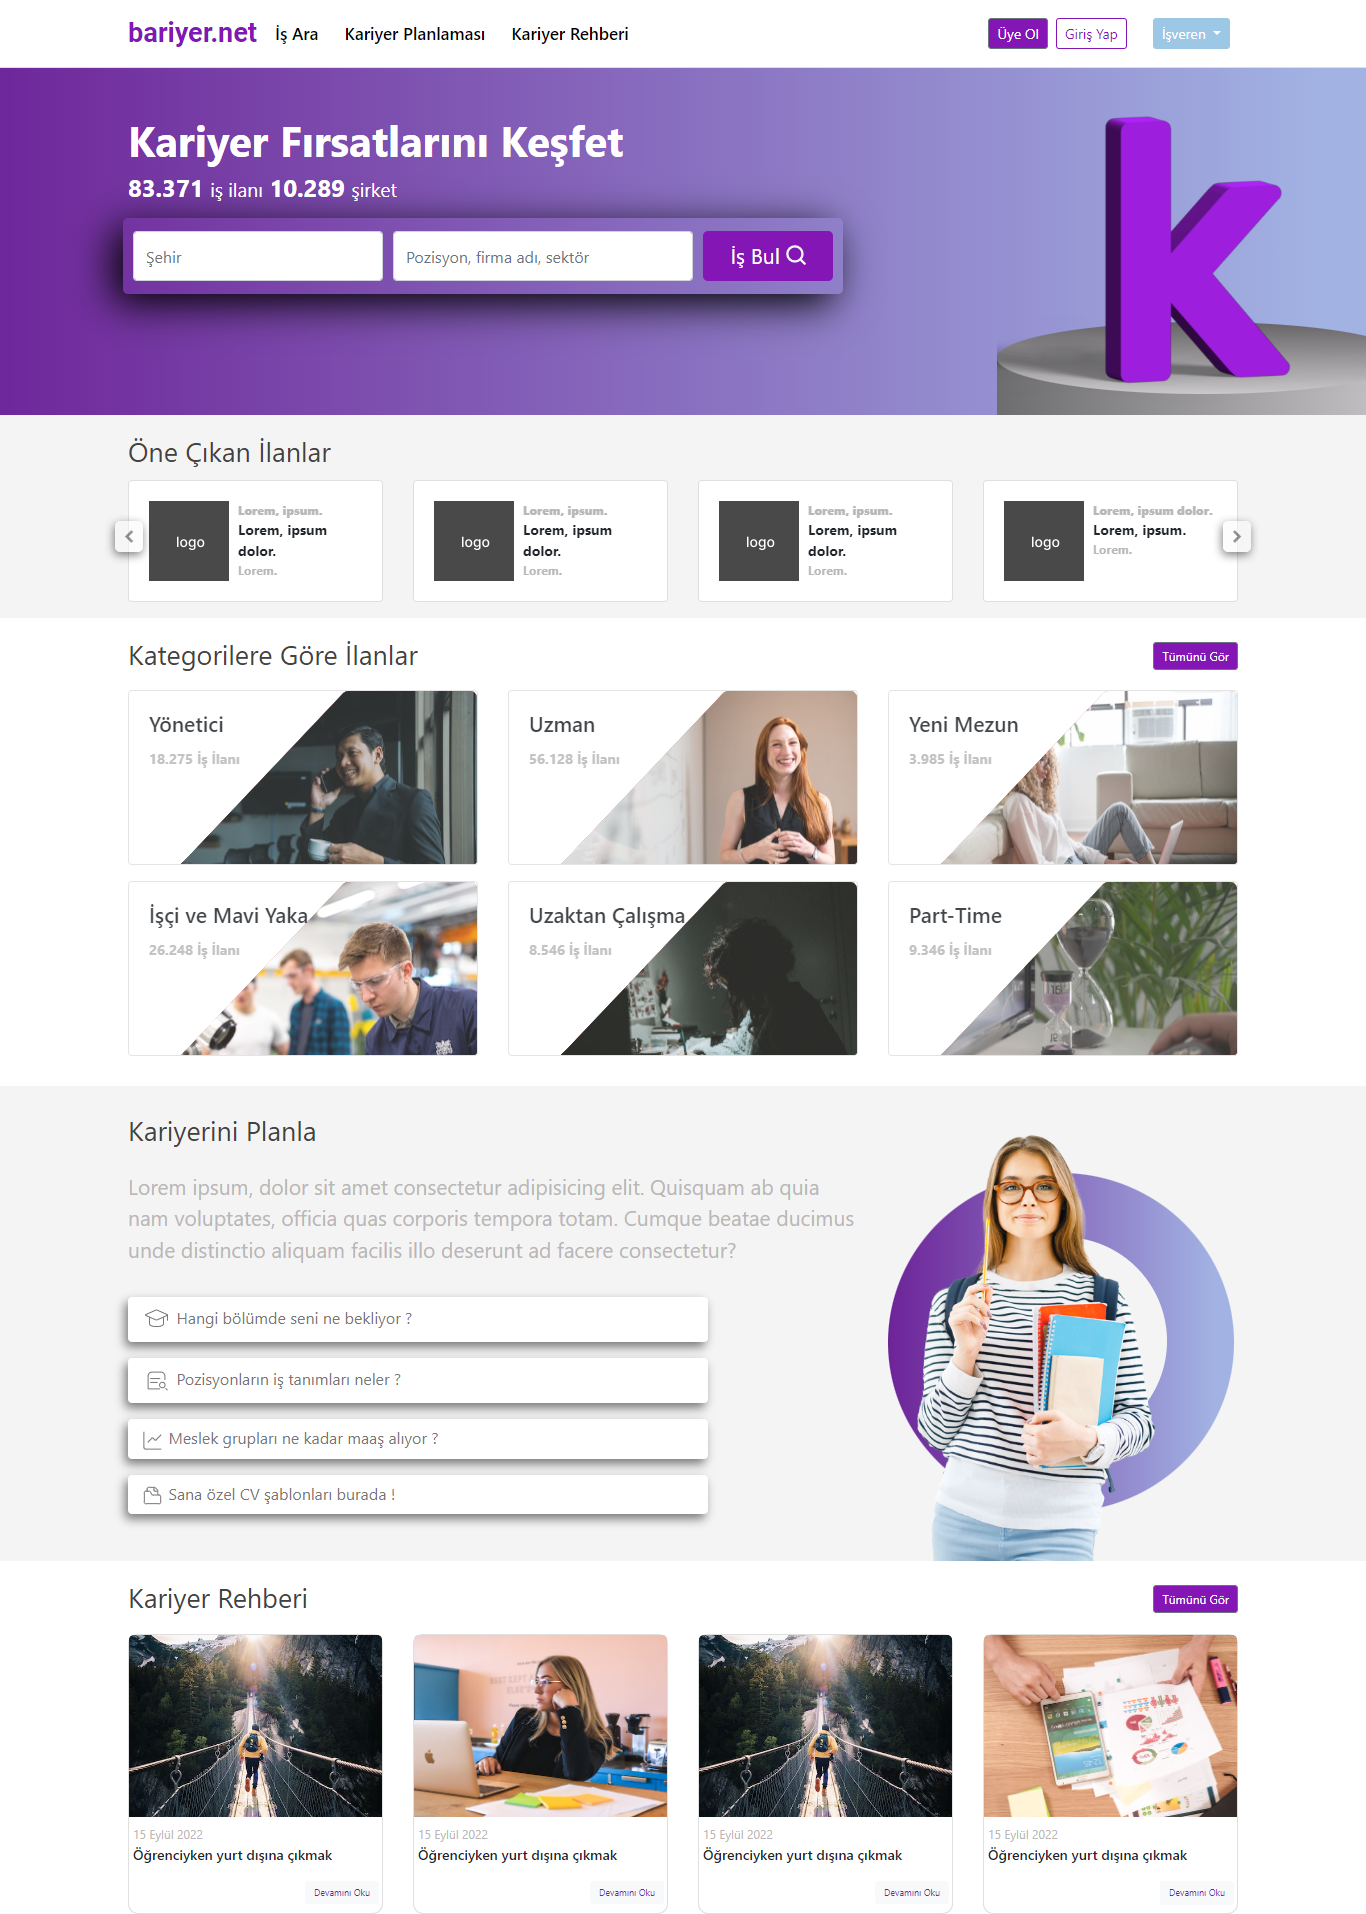 bariyer.net İş Ara Kariyer Planlaması Kariyer Rehberi Üye Ol Giriş Yap İşveren
Kariyer Fırsatlarını Keşfet
83.371 iş ilanı 10.289 şirket
Şehir Pozisyon, firma adı, sektör İş Bul
k
Öne Çıkan İlanlar
logo
Lorem, ipsum.
Lorem, ipsum
dolor.
Lorem.
logo
Lorem, ipsum.
Lorem, ipsum
dolor.
Lorem.
logo
Lorem, ipsum.
Lorem, ipsum
dolor.
Lorem.
logo
Lorem, ipsum dolor.
Lorem, ipsum.
Lorem.
Kategorilere Göre İlanlar Tümünü Gör
Yönetici
18.275 İş İlanı
Uzman
56.128 İş İlanı
Yeni Mezun
3.985 İş İlanı
İşçi ve Mavi Yaka
26.248 İş İlanı
Uzaktan Çalışma
8.546 İş İlanı
Part-Time
9.346 İş İlanı
Kariyerini Planla
Lorem ipsum, dolor sit amet consectetur adipisicing elit. Quisquam ab quia
nam voluptates, officia quas corporis tempora totam. Cumque beatae ducimus
unde distinctio aliquam facilis illo deserunt ad facere consectetur?
Hangi bölümde seni ne bekliyor ?
Pozisyonların iş tanımları neler ?
Meslek grupları ne kadar maaş alıyor ?
Sana özel CV şablonları burada !
Kariyer Rehberi Tümünü Gör
15 Eylül 2022
Öğrenciyken yurt dışına çıkmak
Devamını Oku
15 Eylül 2022
Öğrenciyken yurt dışına çıkmak
Devamını Oku
15 Eylül 2022
Öğrenciyken yurt dışına çıkmak
Devamını Oku
15 Eylül 2022
Öğrenciyken yurt dışına çıkmak
Devamını Oku